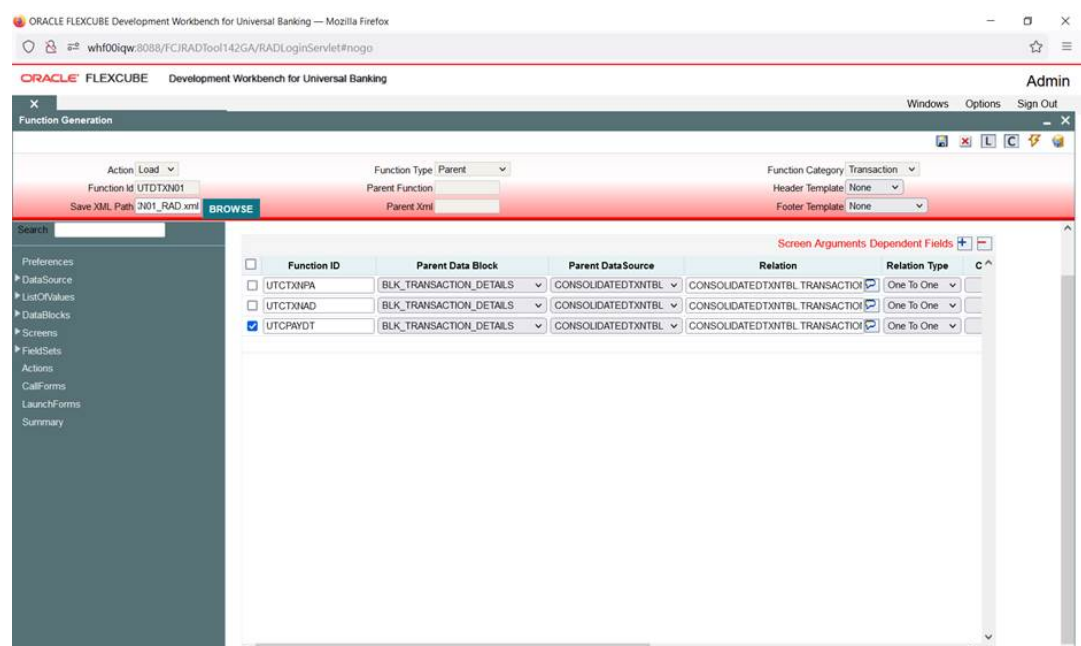 ORACLE FLEXCUBE Development Workbench for Universal Banking — Mozilla Firefox
whf00iqw:8088/FCJRADTool142GA/RADLoginServlet#nogo
ORACLE FLEXCUBE Development Workbench for Universal Banking Admin
Windows Options Sign Out
Function Generation
L C
Action Load Function Type Parent Function Category Transaction
Function Id UTDTXN01 Parent Function Header Template None
Save XML Path N01_RAD.xml BROWSE Parent Xml Footer Template None
Search
Screen Arguments Dependent Fields
Function ID Parent Data Block Parent DataSource Relation Relation Type C
UTCTXNPA BLK_TRANSACTION_DETAILS CONSOLIDATEDTXNTBL CONSOLIDATEDTXNTBL.TRANSACTION One To One
UTCTXNAD BLK_TRANSACTION_DETAILS CONSOLIDATEDTXNTBL CONSOLIDATEDTXNTBL.TRANSACTION One To One
UTCPAYDT BLK_TRANSACTION_DETAILS CONSOLIDATEDTXNTBL CONSOLIDATEDTXNTBL.TRANSACTION One To One
Preferences
DataSource
ListOfValues
DataBlocks
Screens
FieldSets
Actions
CallForms
LaunchForms
Summary